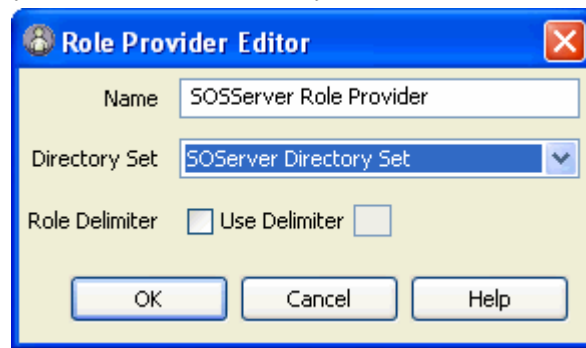 Role Provider Editor
Name SOSServer Role Provider
Directory Set SOServer Directory Set
Role Delimiter Use Delimiter
OK Cancel Help